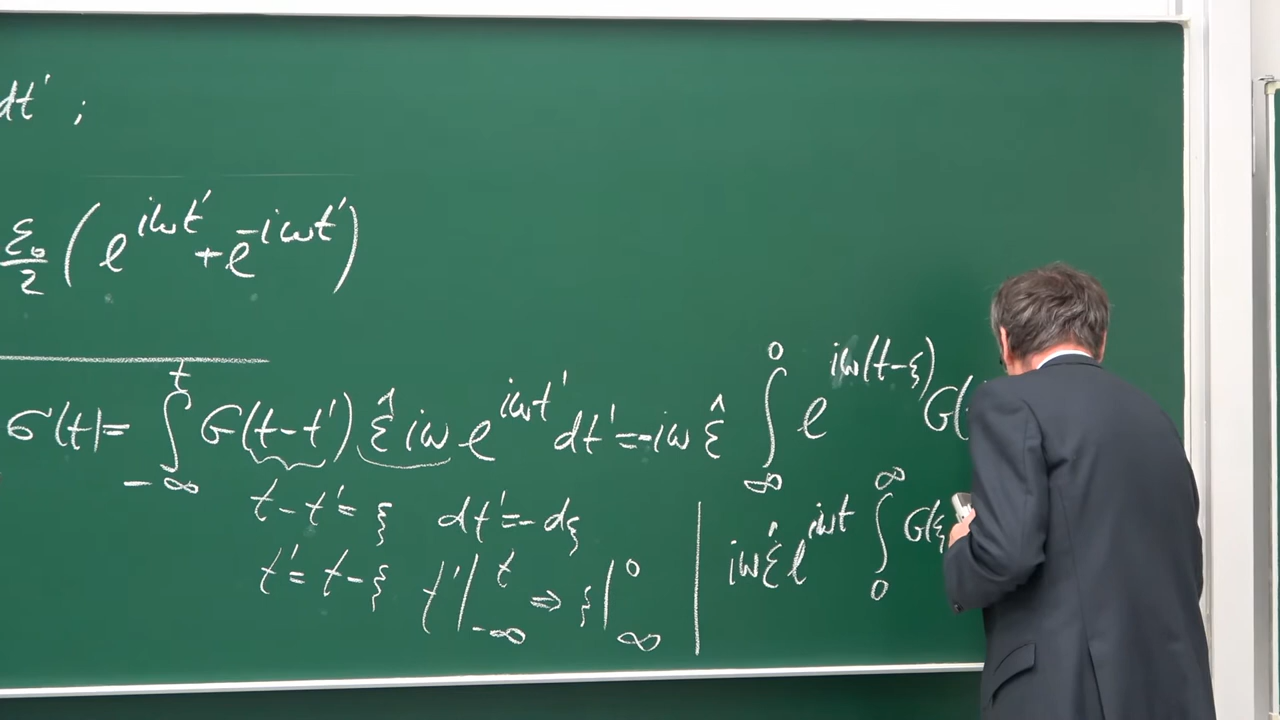 dt' ;
ε₀/2 ( e^{iωt'} + e^{-iωt'} )
σ(t) = ∫_{-∞}^{t} G(t-t') ε̂ iω e^{iωt'} dt' = -iω ε̂ ∫_{∞}^{0} e^{iω(t-ξ)} G(
t-t' = ξ dt' = -dξ
t' = t-ξ t' |_{-∞}^{t} ⇒ ξ |_{∞}^{0}
iω ε̂ e^{iωt} ∫_{0}^{∞} G(ξ